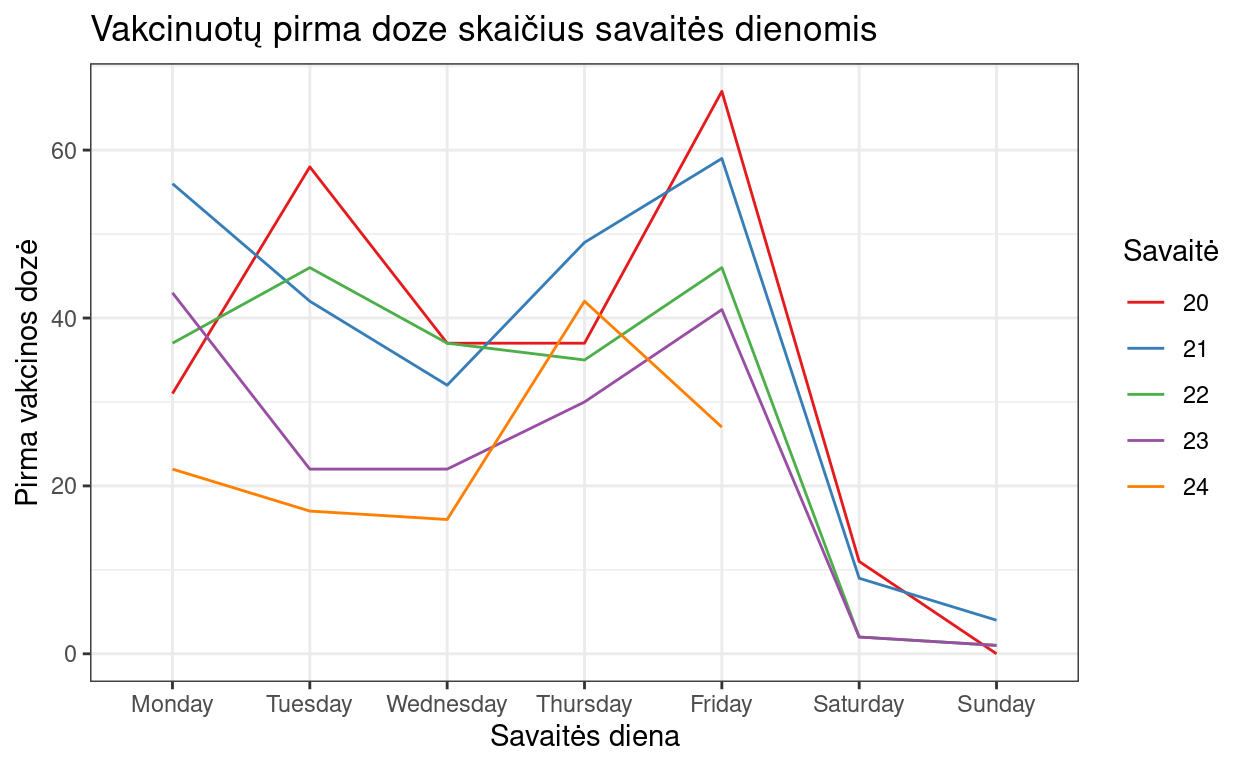 Vakcinuotų pirma doze skaičius savaitės dienomis
Pirma vakcinos dozė
60
40
20
0
Monday Tuesday Wednesday Thursday Friday Saturday Sunday
Savaitės diena
Savaitė
20
21
22
23
24